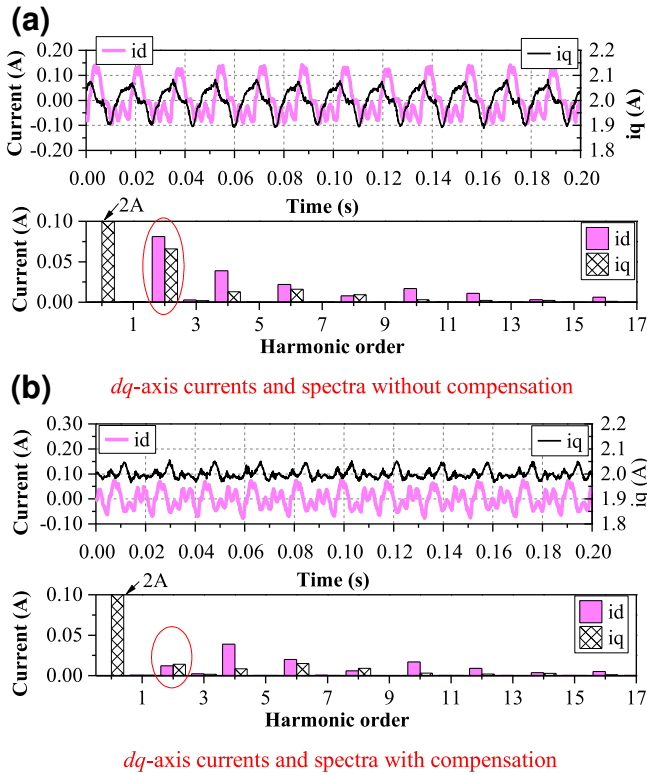 (a)
id
iq
Current (A)
0.20
0.10
0.00
-0.10
-0.20
2.2
2.1
2.0
1.9
1.8
iq (A)
0.00 0.02 0.04 0.06 0.08 0.10 0.12 0.14 0.16 0.18 0.20
Time (s)
2A
Current (A)
0.10
0.05
0.00
id
iq
1 3 5 7 9 11 13 15 17
Harmonic order
dq-axis currents and spectra without compensation
(b)
id
iq
Current (A)
0.30
0.20
0.10
0.00
-0.10
2.2
2.1
2.0
1.9
1.8
iq (A)
0.00 0.02 0.04 0.06 0.08 0.10 0.12 0.14 0.16 0.18 0.20
Time (s)
2A
Current (A)
0.10
0.05
0.00
id
iq
1 3 5 7 9 11 13 15 17
Harmonic order
dq-axis currents and spectra with compensation